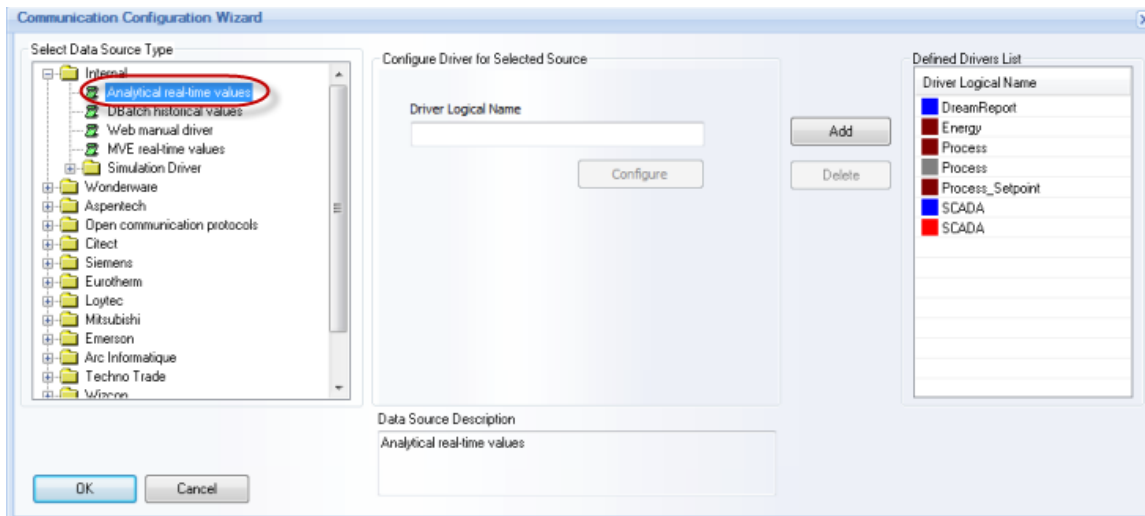 Communication Configuration Wizard
Select Data Source Type
Internal
Analytical real-time values
DBatch historical values
Web manual driver
MVE real-time values
Simulation Driver
Wonderware
Aspentech
Open communication protocols
Citect
Siemens
Eurotherm
Loytec
Mitsubishi
Emerson
Arc Informatique
Techno Trade
Wizcon
OK
Cancel
Configure Driver for Selected Source
Driver Logical Name
Configure
Data Source Description
Analytical real-time values
Add
Delete
Defined Drivers List
Driver Logical Name
DreamReport
Energy
Process
Process
Process_Setpoint
SCADA
SCADA